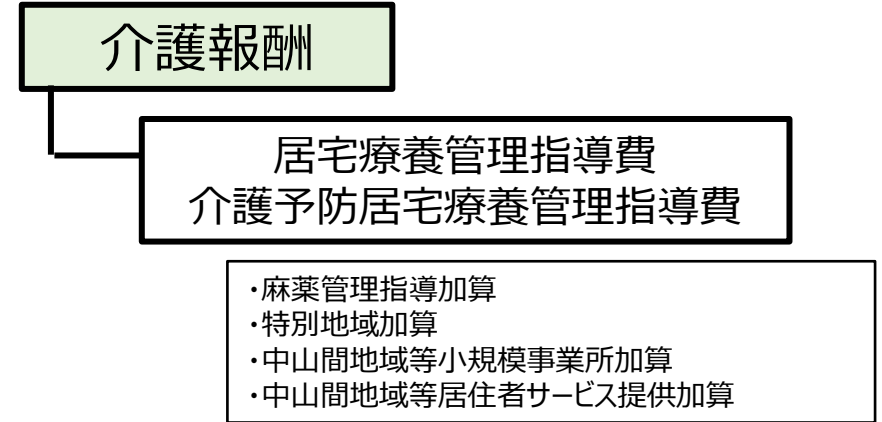 介護報酬
居宅療養管理指導費
介護予防居宅療養管理指導費
・麻薬管理指導加算
・特別地域加算
・中山間地域等小規模事業所加算
・中山間地域等居住者サービス提供加算